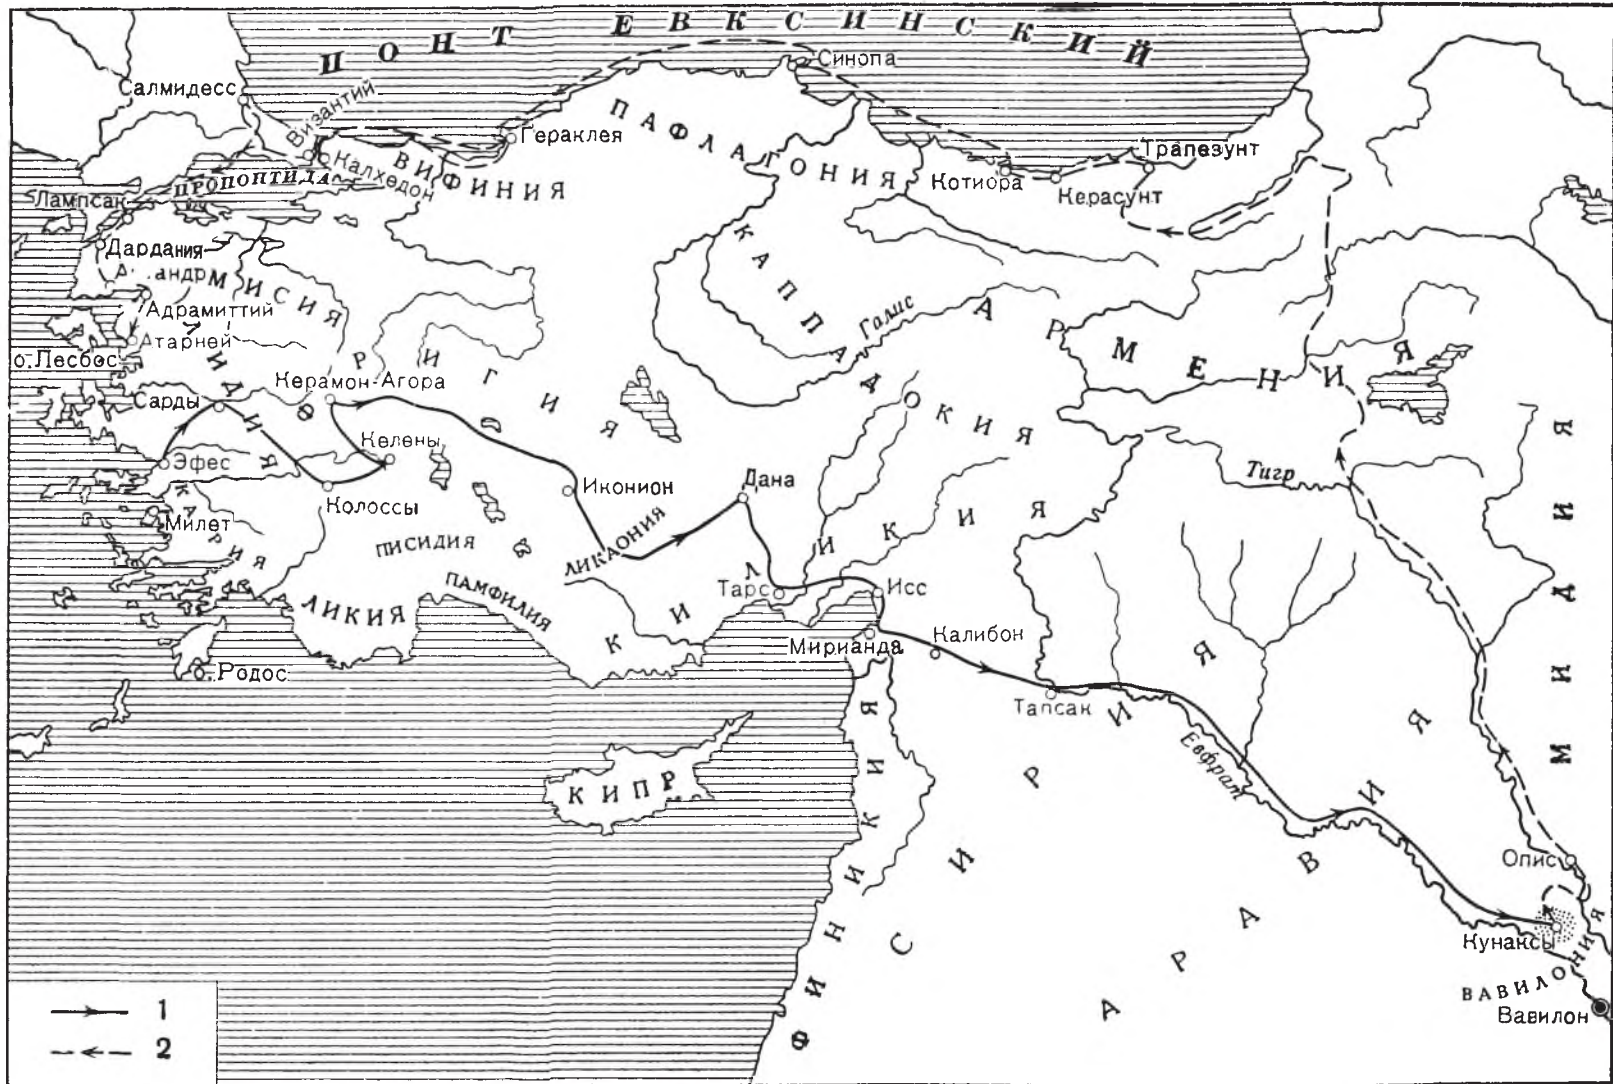 ПОНТ ЕВКСИНСКИЙ
Синопа
Салмидесс
Византий
Гераклея
ПАФЛАГОНИЯ
Калхедон
ВИФИНИЯ
Трапезунт
Котиора
Керасунт
ПРОПОПТИДА
Лампсак
Дардания
МИСИЯ
Адрамиттий
Атарней
о. Лесбос
КАППАДОКИЯ
Галис
АРМЕНИЯ
ФРИГИЯ
ЛИДИЯ
Керамон-Агора
Сарды
Келены
Эфес
Колоссы
Иконион
Дана
Тигр
МИДИЯ
КАРИЯ
Милет
ПИСИДИЯ
ЛИКАОНИЯ
КИЛИКИЯ
ПАМФИЛИЯ
ЛИКИЯ
Тарс
Исс
Мирианда
Калибон
о. Родос
Тапсак
Евфрат
КИПР
ФИНИКИЯ
СИРИЯ
АРАВИЯ
Опис
Кунаксы
ВАВИЛОНИЯ
Вавилон
1
2